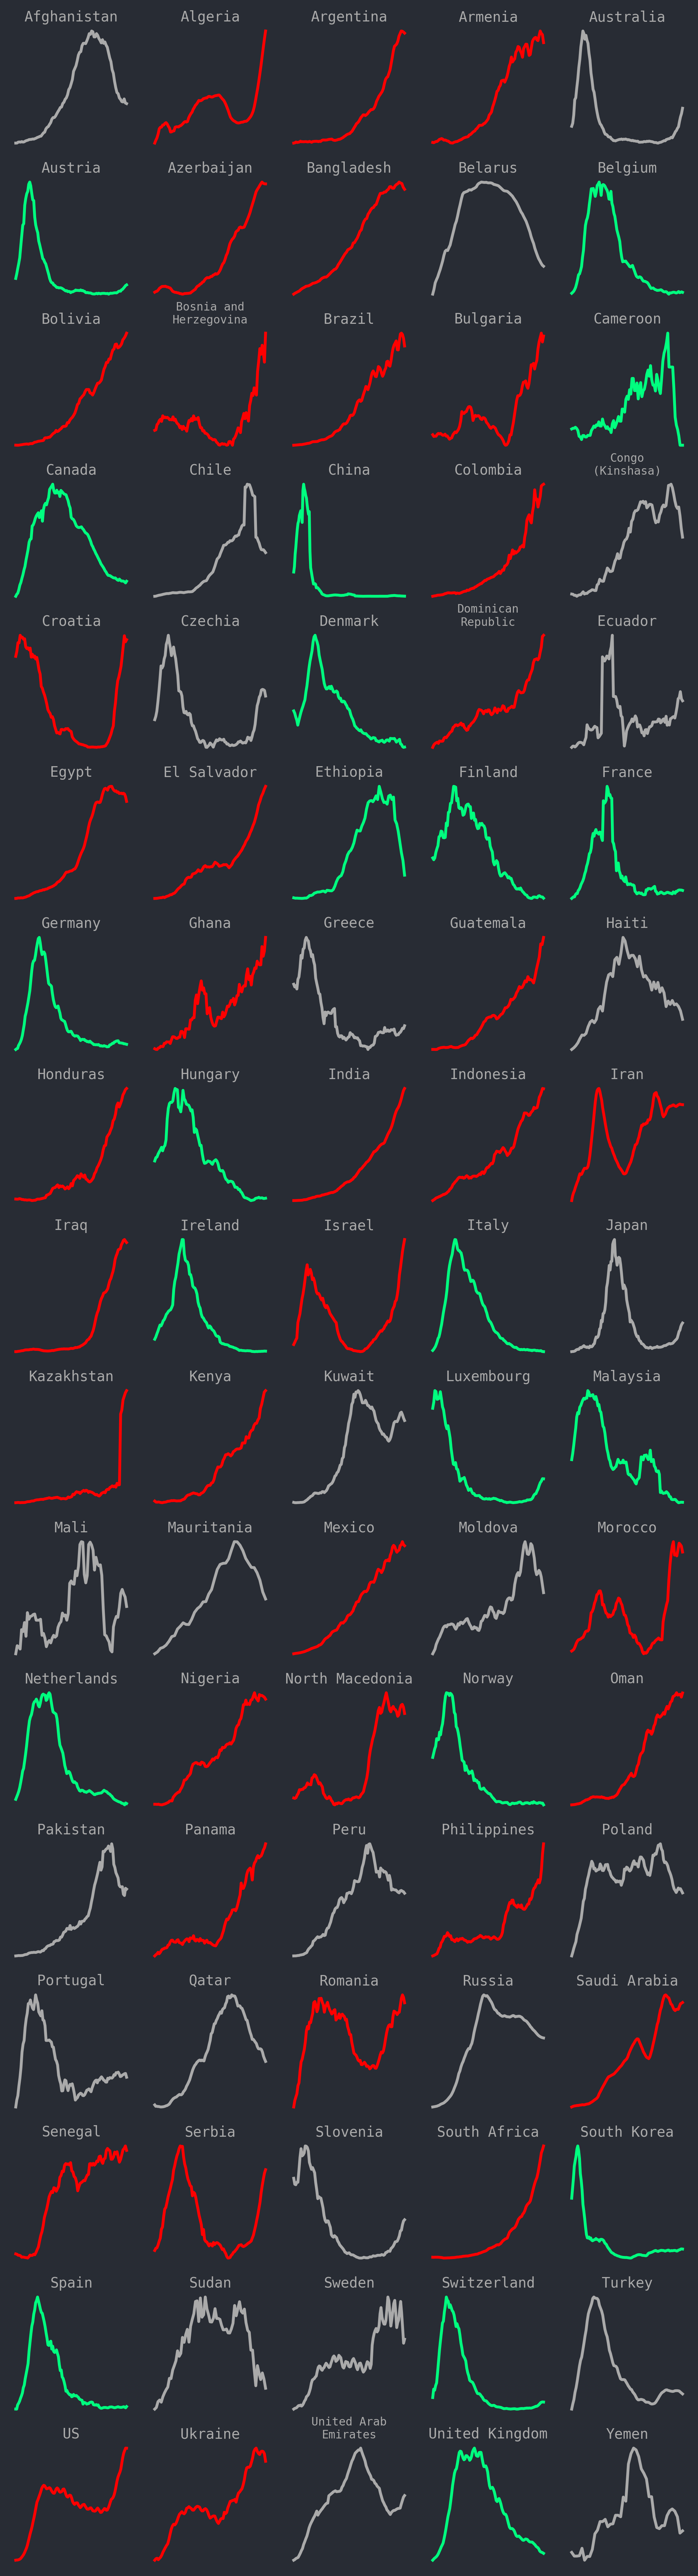 Afghanistan
Algeria
Argentina
Armenia
Australia
Austria
Azerbaijan
Bangladesh
Belarus
Belgium
Bolivia
Bosnia and
Herzegovina
Brazil
Bulgaria
Cameroon
Canada
Chile
China
Colombia
Congo
(Kinshasa)
Croatia
Czechia
Denmark
Dominican
Republic
Ecuador
Egypt
El Salvador
Ethiopia
Finland
France
Germany
Ghana
Greece
Guatemala
Haiti
Honduras
Hungary
India
Indonesia
Iran
Iraq
Ireland
Israel
Italy
Japan
Kazakhstan
Kenya
Kuwait
Luxembourg
Malaysia
Mali
Mauritania
Mexico
Moldova
Morocco
Netherlands
Nigeria
North Macedonia
Norway
Oman
Pakistan
Panama
Peru
Philippines
Poland
Portugal
Qatar
Romania
Russia
Saudi Arabia
Senegal
Serbia
Slovenia
South Africa
South Korea
Spain
Sudan
Sweden
Switzerland
Turkey
US
Ukraine
United Arab
Emirates
United Kingdom
Yemen